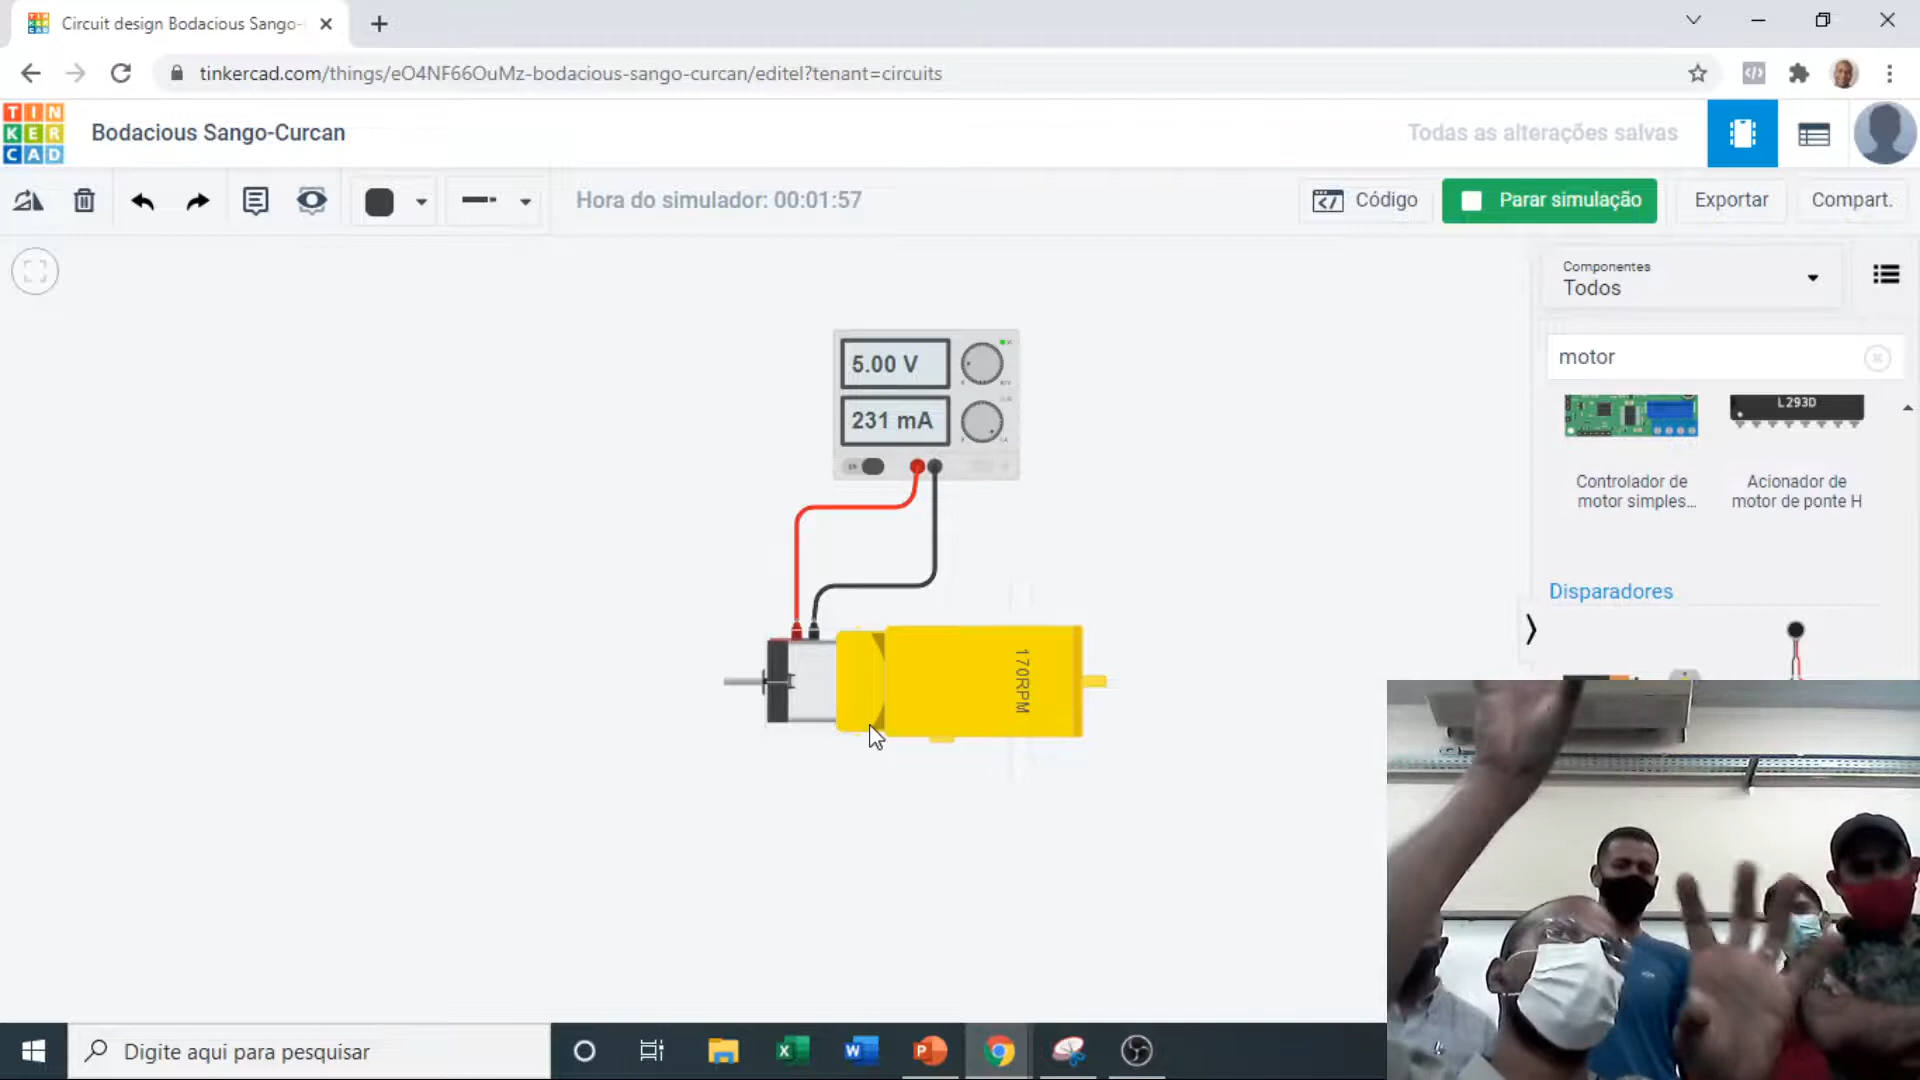 Circuit design Bodacious Sango-
tinkercad.com/things/eO4NF66OuMz-bodacious-sango-curcan/editel?tenant=circuits
TIN
KER
CAD
Bodacious Sango-Curcan
Todas as alterações salvas
Hora do simulador: 00:01:57
Código
Parar simulação
Exportar
Compart.
Componentes
Todos
motor
5.00 V
231 mA
L293D
Controlador de
motor simples...
Acionador de
motor de ponte H
Disparadores
170RPM
Digite aqui para pesquisar